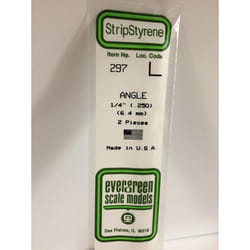 StripStyrene
Item No. Loc. Code
297 L
ANGLE
1/4" (.250)
(6.4 mm)
2 Pieces
Made In U.S.A.
evergreen
scale models
Des Plaines, IL 60018